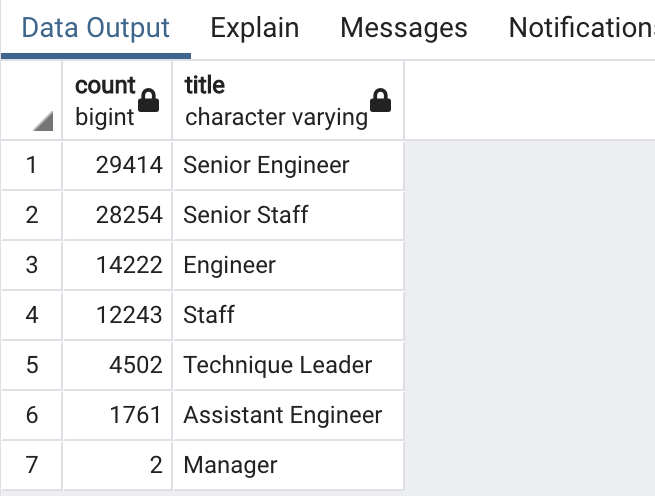 Data Output Explain Messages Notifications
count title
bigint character varying
1 29414 Senior Engineer
2 28254 Senior Staff
3 14222 Engineer
4 12243 Staff
5 4502 Technique Leader
6 1761 Assistant Engineer
7 2 Manager